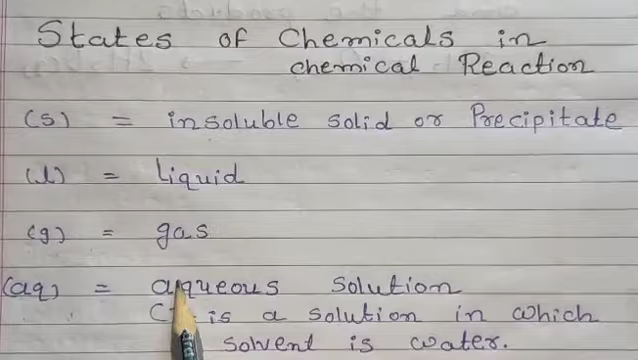 States of Chemicals in
chemical Reaction
(s) = insoluble solid or Precipitate
(l) = Liquid
(g) = gas
(aq) = aqueous solution
is a solution in which
solvent is water.